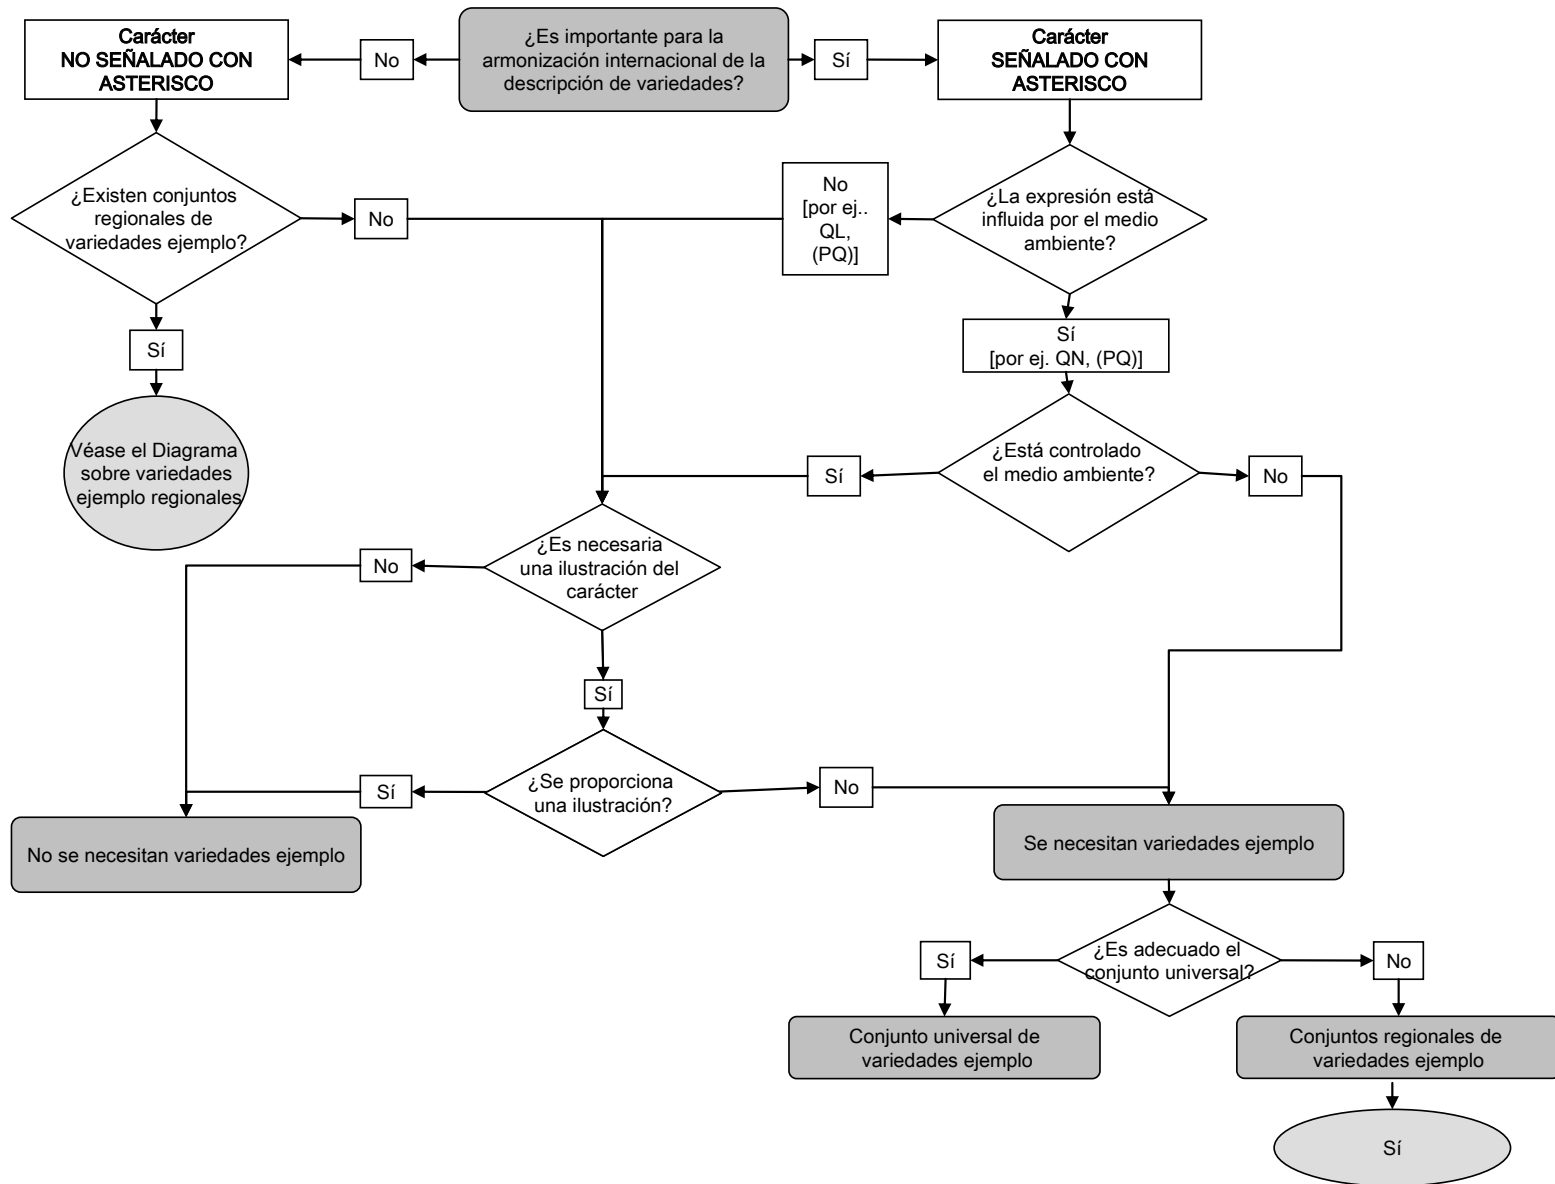 Carácter
NO SEÑALADO CON
ASTERISCO
No
¿Es importante para la
armonización internacional de la
descripción de variedades?
Sí
Carácter
SEÑALADO CON
ASTERISCO
¿Existen conjuntos
regionales de
variedades ejemplo?
No
No
[por ej..
QL,
(PQ)]
¿La expresión está
influida por el medio
ambiente?
Sí
Sí
[por ej. QN, (PQ)]
Véase el Diagrama
sobre variedades
ejemplo regionales
Sí
¿Está controlado
el medio ambiente?
No
No
¿Es necesaria
una ilustración del
carácter
Sí
Sí
¿Se proporciona
una ilustración?
No
No se necesitan variedades ejemplo
Se necesitan variedades ejemplo
Sí
¿Es adecuado el
conjunto universal?
No
Conjunto universal de
variedades ejemplo
Conjuntos regionales de
variedades ejemplo
Sí